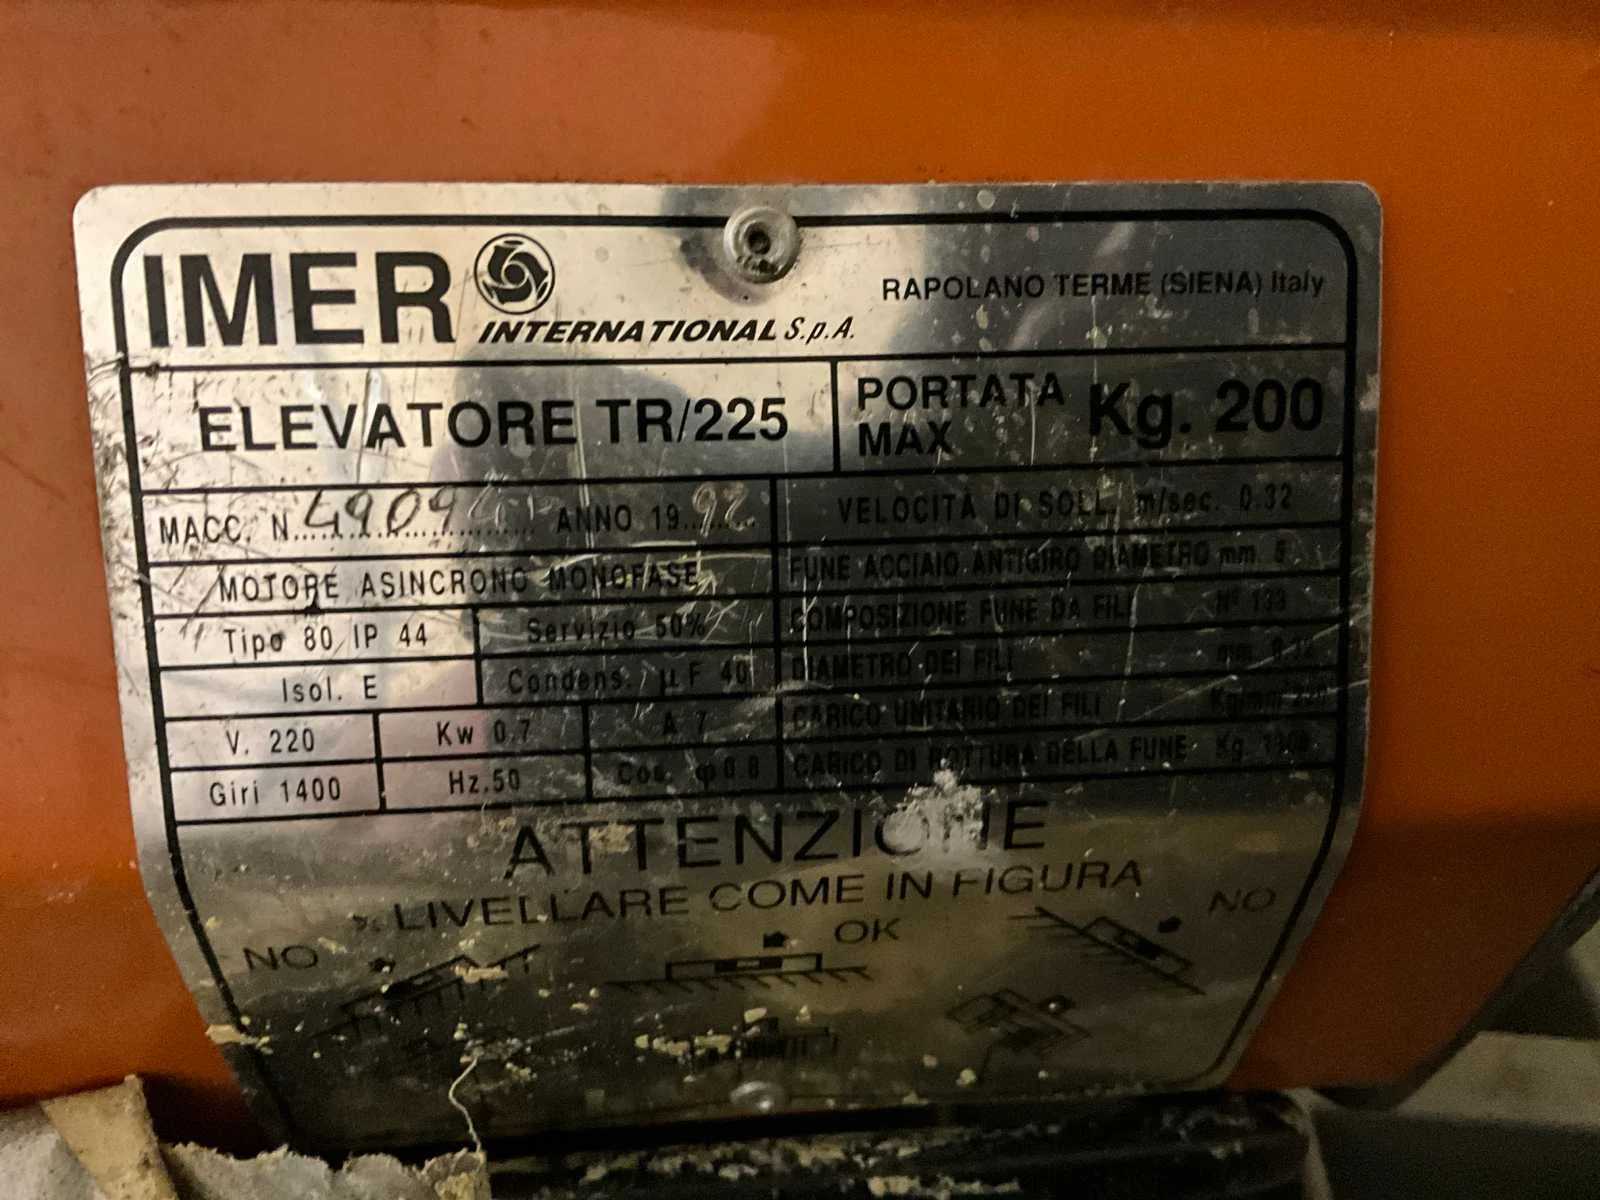 IMER
INTERNATIONAL S.p.A.
RAPOLANO TERME (SIENA) Italy
ELEVATORE TR/225
PORTATA MAX Kg. 200
MACC. N. 4909 ANNO 1992
VELOCITÀ DI SOLL. m/sec. 0.32
MOTORE ASINCRONO MONOFASE
FUNE ACCIAIO ANTIGIRO DIAMETRO mm.
Tipo 80 IP 44
Servizio 50%
COMPOSIZIONE FUNE DA FILI N° 133
Isol. E
Condens. µF 40
DIAMETRO DEI FILI mm.
V. 220
Kw 0.7
A 7
CARICO UNITARIO DEI FILI
Giri 1400
Hz.50
Cos. φ 0.8
CARICO DI ROTTURA DELLA FUNE Kg.
ATTENZIONE
LIVELLARE COME IN FIGURA
NO
OK
NO